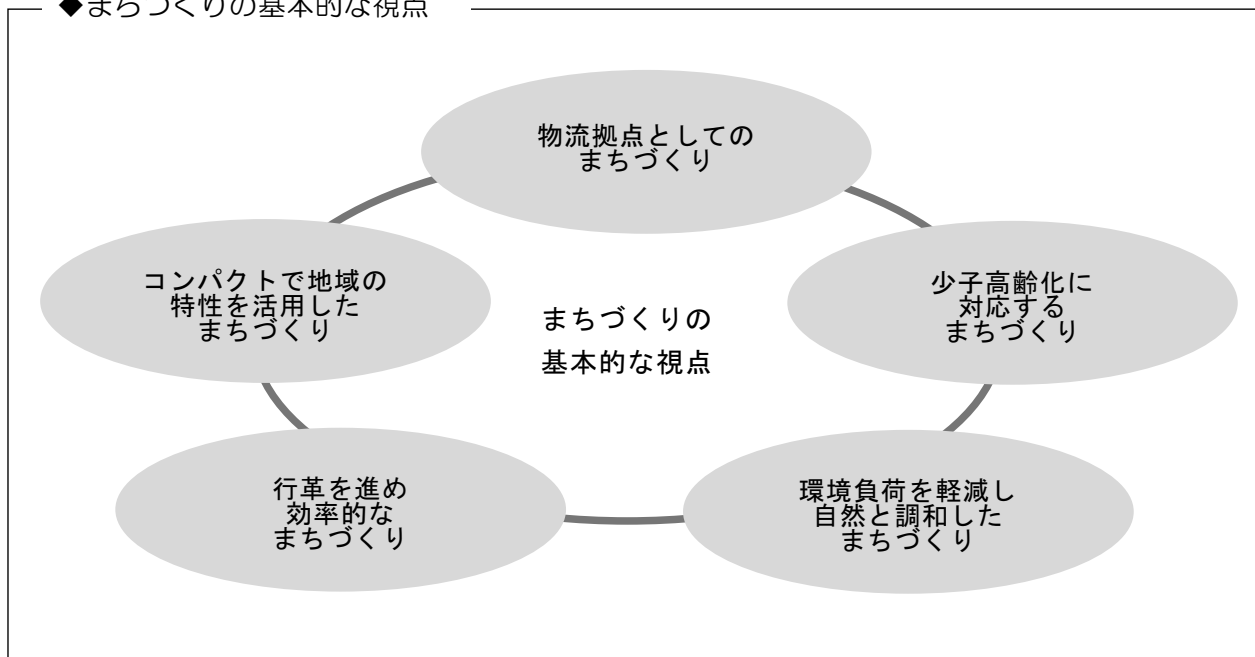 ◆まちづくりの基本的な視点
物流拠点としての
まちづくり
コンパクトで地域の
特性を活用した
まちづくり
少子高齢化に
対応する
まちづくり
まちづくりの
基本的な視点
行革を進め
効率的な
まちづくり
環境負荷を軽減し
自然と調和した
まちづくり